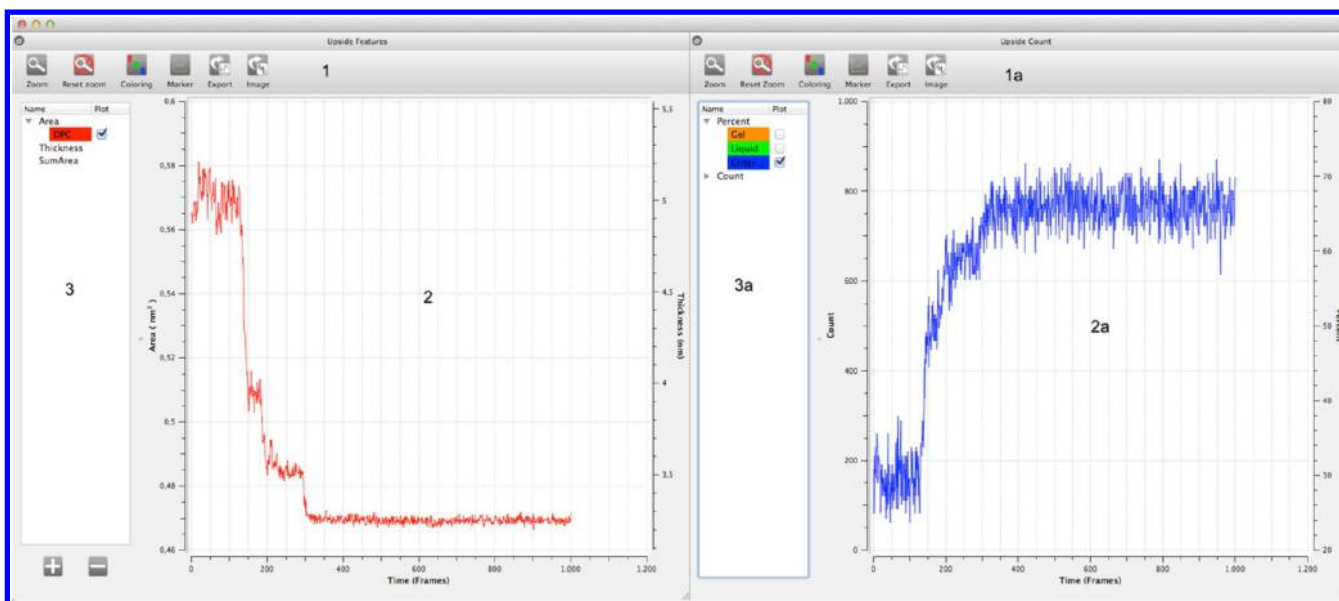 Upside Features
Zoom Reset zoom Coloring Marker Export Image
1
Name Plot
Area
DPC
Thickness
SumArea
3
Area ( nm²)
0,6
0,58
0,56
0,54
0,52
0,5
0,48
0,46
2
5.5
5
4.5
4
3.5
Thickness (nm)
0 200 400 600 800 1.000 1.200
Time (Frames)
Upside Count
Zoom Reset Zoom Coloring Marker Export Image
1a
Name Plot
Percent
Gel
Liquid
Count
3a
Count
1.000
800
600
400
200
0
2a
80
70
60
50
40
30
20
0 200 400 600 800 1.000 1.200
Time (Frames)